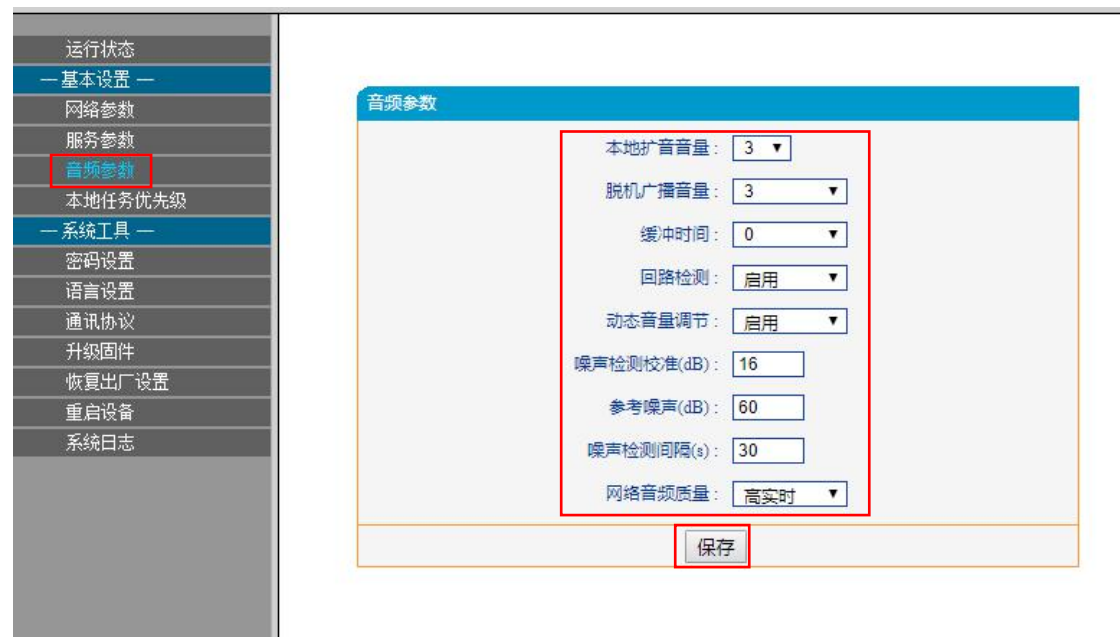 运行状态
— 基本设置 —
网络参数
服务参数
音频参数
本地任务优先级
— 系统工具 —
密码设置
语言设置
通讯协议
升级固件
恢复出厂设置
重启设备
系统日志
音频参数
本地扩音音量： 3
脱机广播音量： 3
缓冲时间： 0
回路检测： 启用
动态音量调节： 启用
噪声检测校准(dB)： 16
参考噪声(dB)： 60
噪声检测间隔(s)： 30
网络音频质量： 高实时
保存